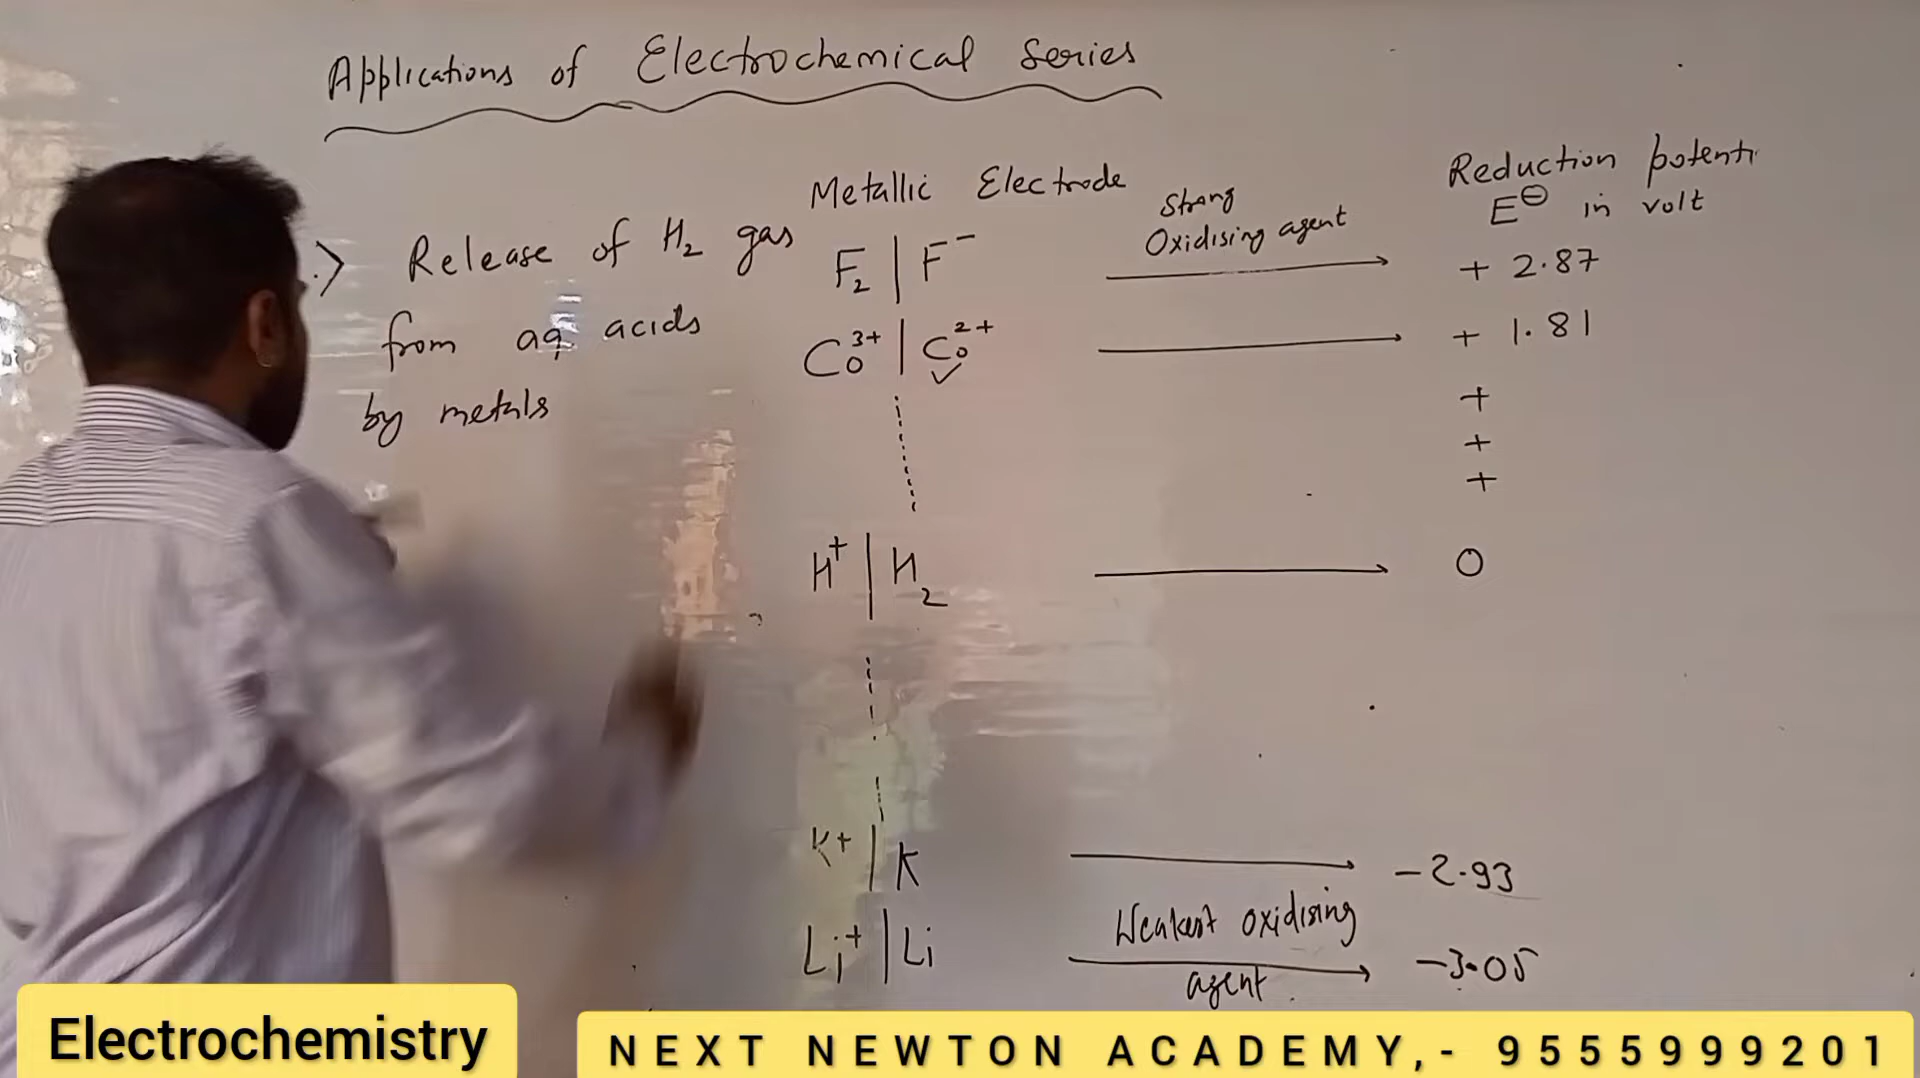 Applications of Electrochemical Series
Metallic Electrode
Strong
Oxidising agent
Reduction potenti
E⊖ in volt
.> Release of H₂ gas
from aq acids
by metals
F₂ | F⁻ → + 2.87
Co³⁺ | Co²⁺ → + 1.81
✓
+
+
+
H⁺ | H₂ → 0
K⁺ | K → -2.93
Li⁺ | Li → -3.05
Weakest oxidising
agent
Electrochemistry
NEXT NEWTON ACADEMY,- 9555999201